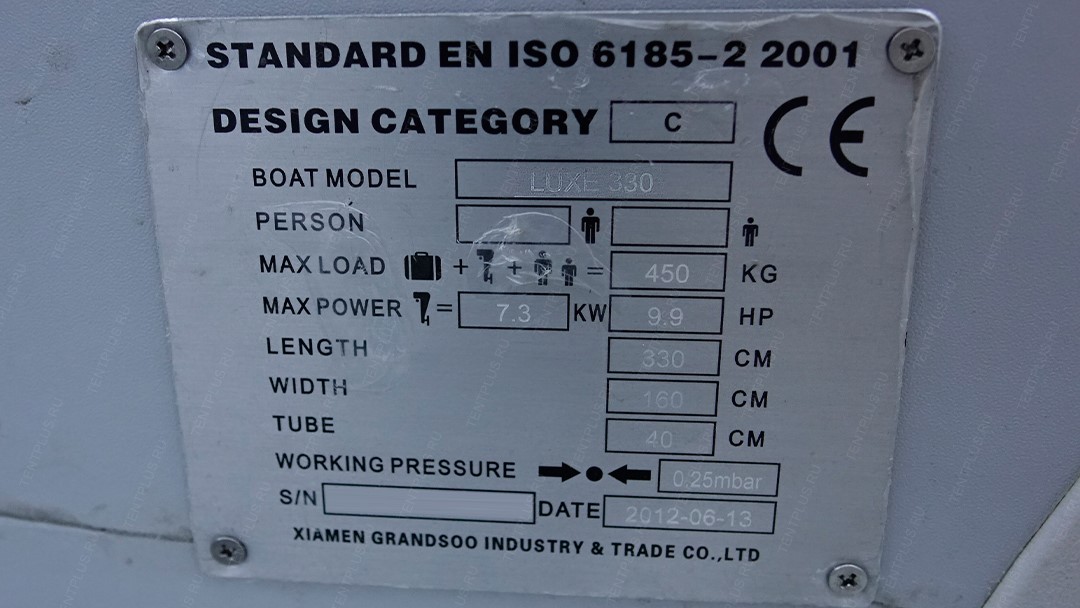 STANDARD EN ISO 6185-2 2001
DESIGN CATEGORY C CE
BOAT MODEL LUXE 330
PERSON
MAX LOAD + + = 450 KG
MAX POWER = 7.3 KW 9.9 HP
LENGTH 330 CM
WIDTH 160 CM
TUBE 40 CM
WORKING PRESSURE 0.25mbar
S/N DATE 2012-06-13
XIAMEN GRANDSOO INDUSTRY & TRADE CO.,LTD
TENTPLUS.RU